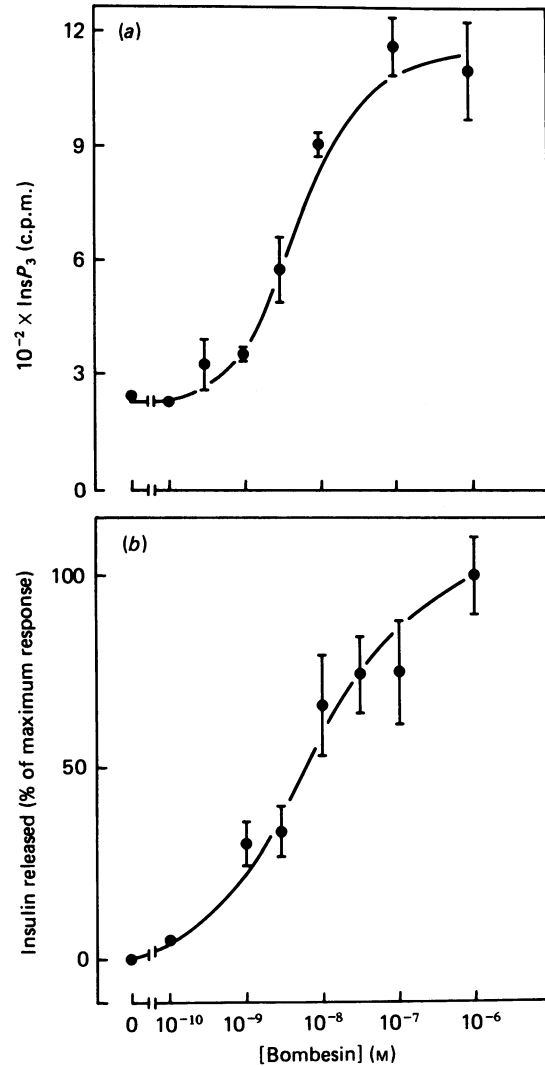 (a)
12
9
6
3
0
10⁻² × InsP₃ (c.p.m.)
(b)
100
50
0
Insulin released (% of maximum response)
0 10⁻¹⁰ 10⁻⁹ 10⁻⁸ 10⁻⁷ 10⁻⁶
[Bombesin] (M)